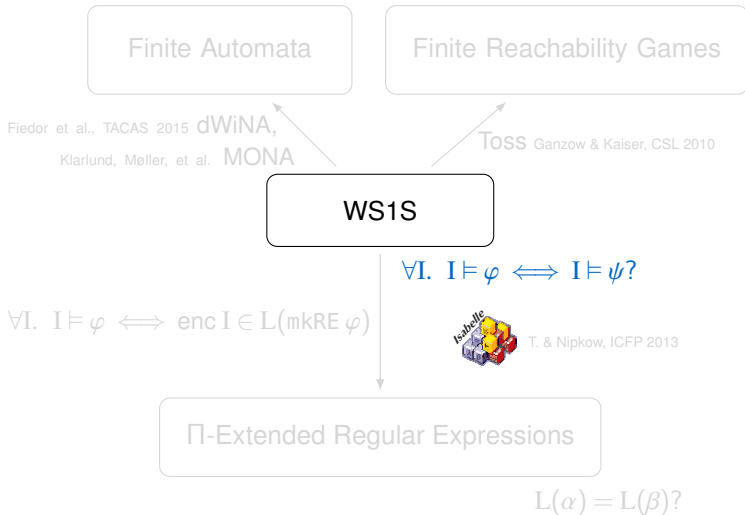 Finite Automata
Finite Reachability Games
Fiedor et al., TACAS 2015 dWiNA,
Klarlund, Møller, et al. MONA
Toss Ganzow & Kaiser, CSL 2010
WS1S
∀I. I ⊨ φ ⟺ I ⊨ ψ?
∀I. I ⊨ φ ⟺ enc I ∈ L(mkRE φ)
Isabelle
T. & Nipkow, ICFP 2013
Π-Extended Regular Expressions
L(α) = L(β)?